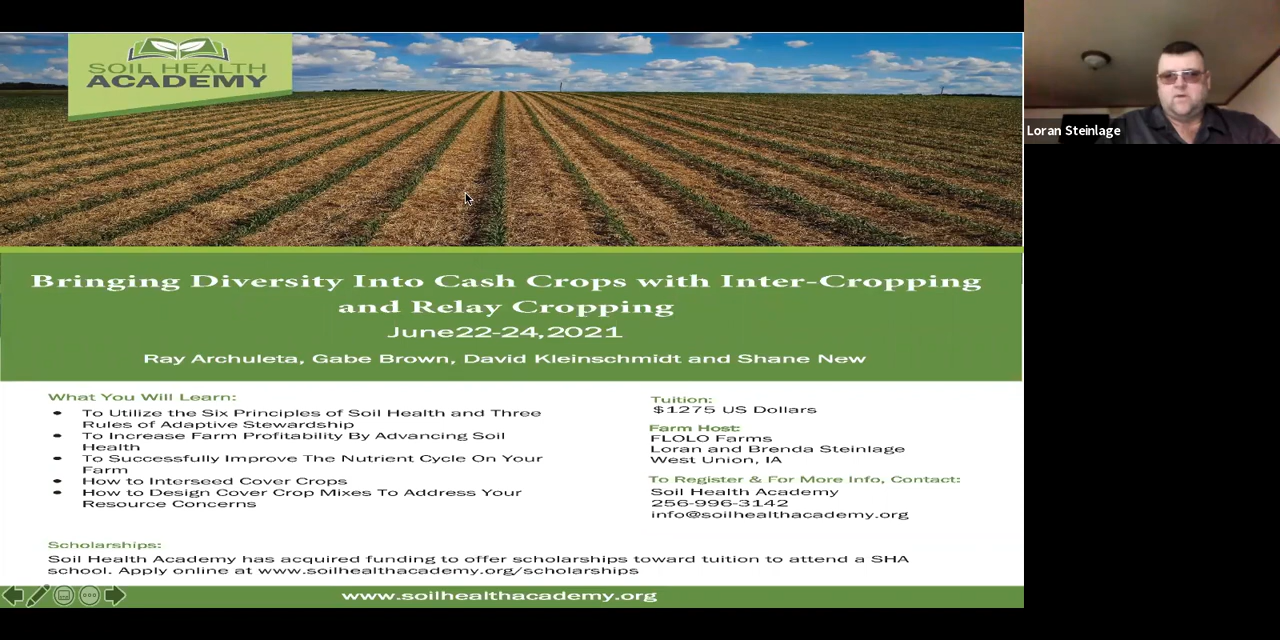 SOIL HEALTH
ACADEMY
Loran Steinlage
Bringing Diversity Into Cash Crops with Inter-Cropping
and Relay Cropping
June22-24,2021
Ray Archuleta, Gabe Brown, David Kleinschmidt and Shane New
What You Will Learn:
• To Utilize the Six Principles of Soil Health and Three
Rules of Adaptive Stewardship
• To Increase Farm Profitability By Advancing Soil
Health
• To Successfully Improve The Nutrient Cycle On Your
Farm
• How to Interseed Cover Crops
• How to Design Cover Crop Mixes To Address Your
Resource Concerns
Tuition:
$1275 US Dollars
Farm Host:
FLOLO Farms
Loran and Brenda Steinlage
West Union, IA
To Register & For More Info, Contact:
Soil Health Academy
256-996-3142
info@soilhealthacademy.org
Scholarships:
Soil Health Academy has acquired funding to offer scholarships toward tuition to attend a SHA
school. Apply online at www.soilhealthacademy.org/scholarships
www.soilhealthacademy.org